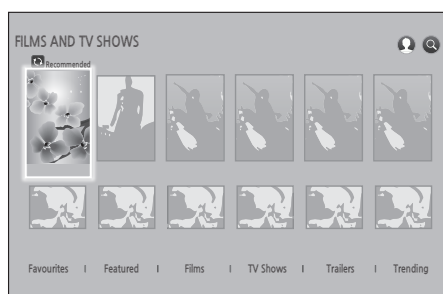 FILMS AND TV SHOWS
Recommended
Favourites I Featured I Films I TV Shows I Trailers I Trending